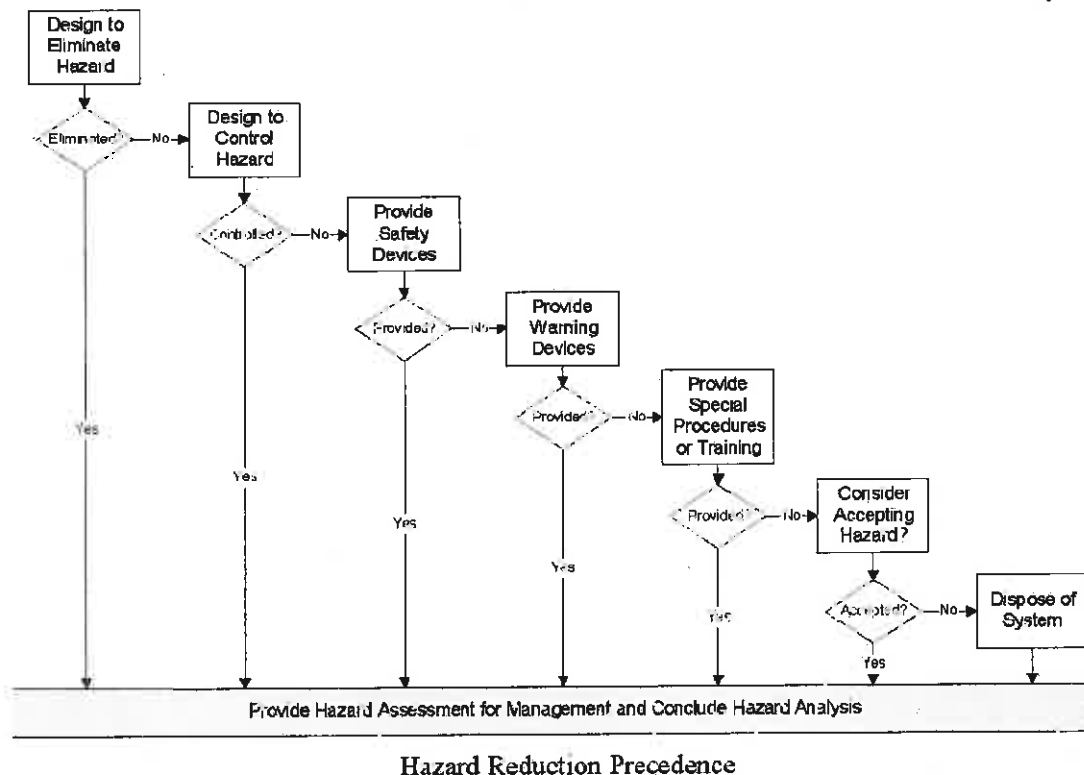 Design to
Eliminate
Hazard
Eliminated?
No
Design to
Control
Hazard
Controlled?
No
Provide
Safety
Devices
Provided?
No
Provide
Warning
Devices
Provided?
No
Provide
Special
Procedures
or Training
Provided?
No
Consider
Accepting
Hazard?
Accepted?
No
Dispose of
System
Yes
Yes
Yes
Yes
Yes
Yes
Provide Hazard Assessment for Management and Conclude Hazard Analysis
Hazard Reduction Precedence